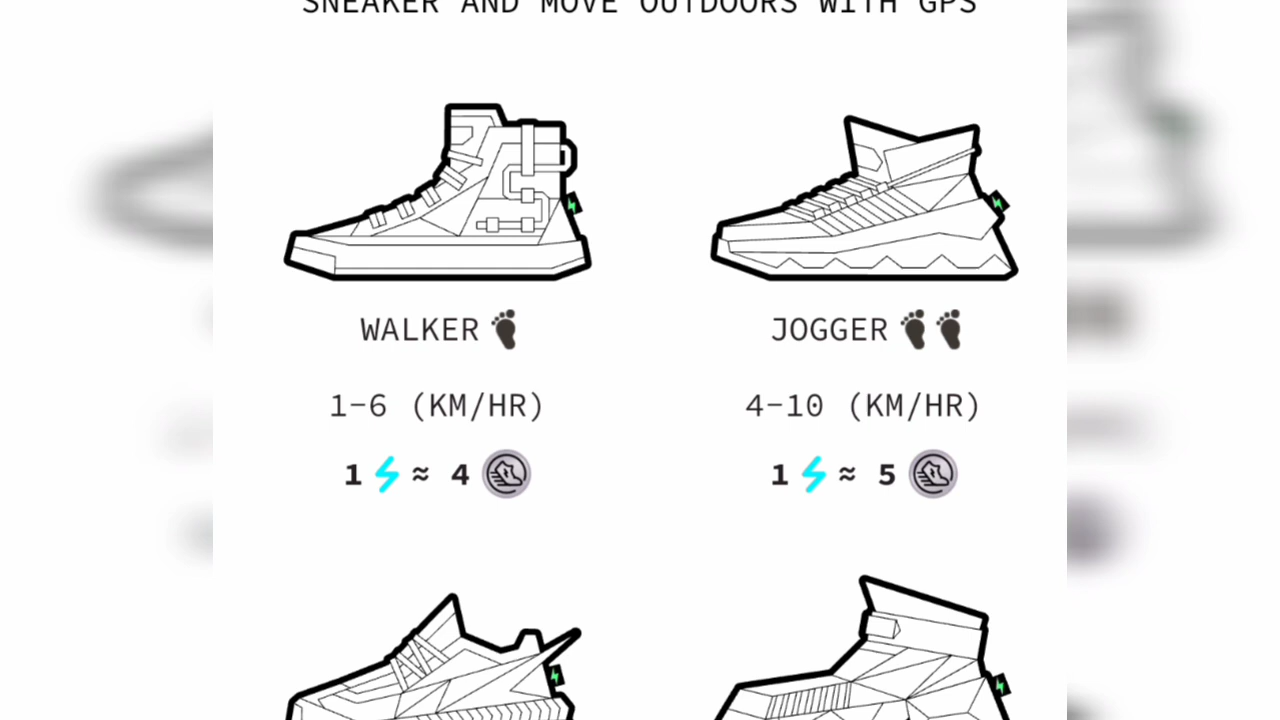 SNEAKER AND MOVE OUTDOORS WITH GPS
WALKER
JOGGER
1-6 (KM/HR)
4-10 (KM/HR)
1 ≈ 4
1 ≈ 5